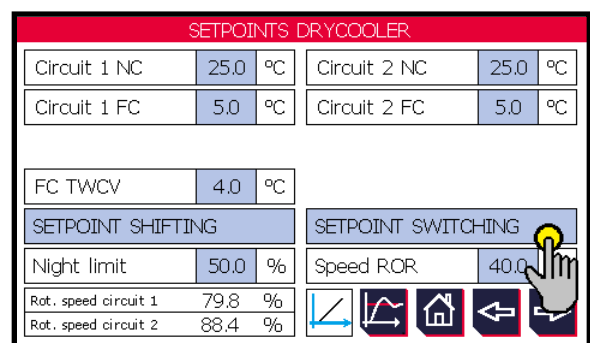 SETPOINTS DRYCOOLER
Circuit 1 NC 25.0 ºC Circuit 2 NC 25.0 ºC
Circuit 1 FC 5.0 ºC Circuit 2 FC 5.0 ºC
FC TWCV 4.0 ºC
SETPOINT SHIFTING SETPOINT SWITCHING
Night limit 50.0 % Speed ROR 40.0
Rot. speed circuit 1 79.8 %
Rot. speed circuit 2 88.4 %